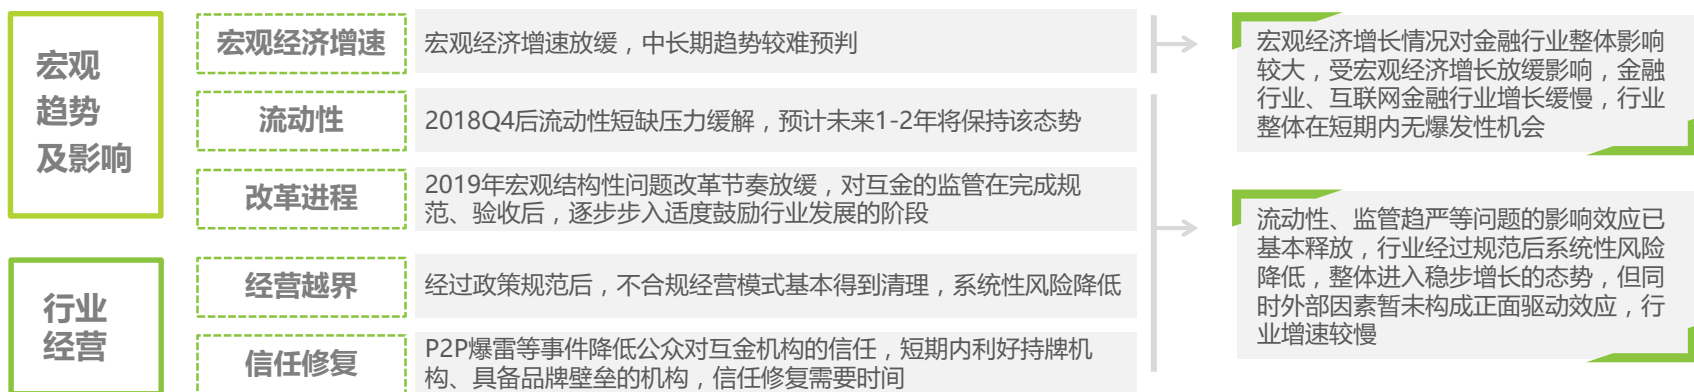 宏观
趋势
及影响
宏观经济增速
宏观经济增速放缓，中长期趋势较难预判
流动性
2018Q4后流动性短缺压力缓解，预计未来1-2年将保持该态势
改革进程
2019年宏观结构性问题改革节奏放缓，对互金的监管在完成规
范、验收后，逐步步入适度鼓励行业发展的阶段
行业
经营
经营越界
经过政策规范后，不合规经营模式基本得到清理，系统性风险降低
信任修复
P2P爆雷等事件降低公众对互金机构的信任，短期内利好持牌机
构、具备品牌壁垒的机构，信任修复需要时间
宏观经济增长情况对金融行业整体影响
较大，受宏观经济增长放缓影响，金融
行业、互联网金融行业增长缓慢，行业
整体在短期内无爆发性机会
流动性、监管趋严等问题的影响效应已
基本释放，行业经过规范后系统性风险
降低，整体进入稳步增长的态势，但同
时外部因素暂未构成正面驱动效应，行
业增速较慢